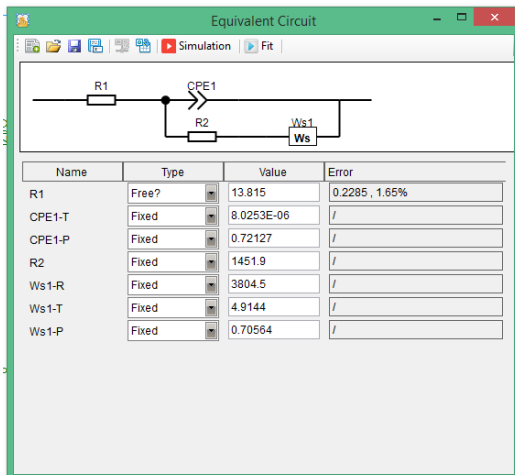 Equivalent Circuit
Simulation Fit
R1 CPE1
R2 Ws1
Ws
Name Type Value Error
R1 Free? 13.815 0.2285 , 1.65%
CPE1-T Fixed 8.0253E-06 /
CPE1-P Fixed 0.72127 /
R2 Fixed 1451.9 /
Ws1-R Fixed 3804.5 /
Ws1-T Fixed 4.9144 /
Ws1-P Fixed 0.70564 /